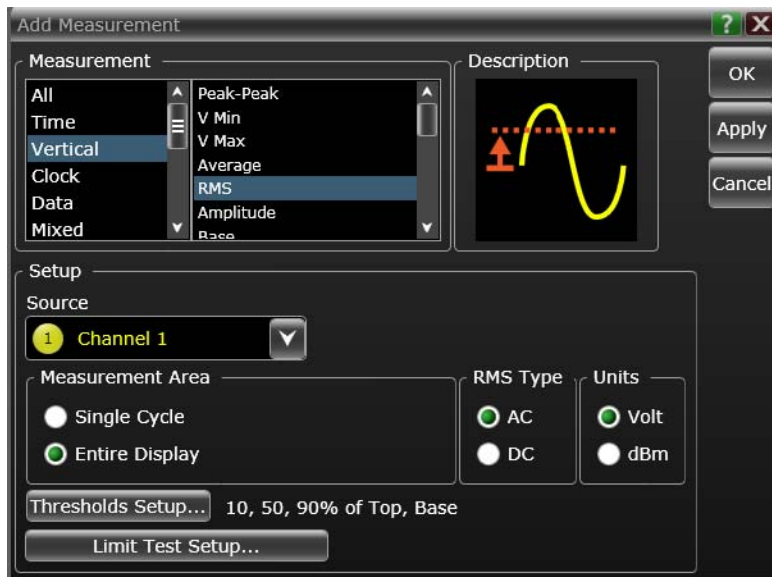 Add Measurement
?
X
Measurement
All
Time
Vertical
Clock
Data
Mixed
Peak-Peak
V Min
V Max
Average
RMS
Amplitude
Base
Description
OK
Apply
Cancel
Setup
Source
1 Channel 1
Measurement Area
Single Cycle
Entire Display
RMS Type
AC
DC
Units
Volt
dBm
Thresholds Setup... 10, 50, 90% of Top, Base
Limit Test Setup...